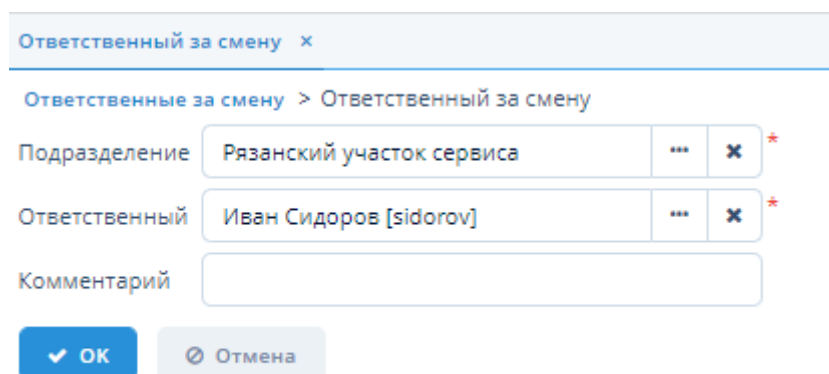 Ответственный за смену ×
Ответственные за смену > Ответственный за смену
Подразделение Рязанский участок сервиса ... × *
Ответственный Иван Сидоров [sidorov] ... × *
Комментарий
OK Отмена